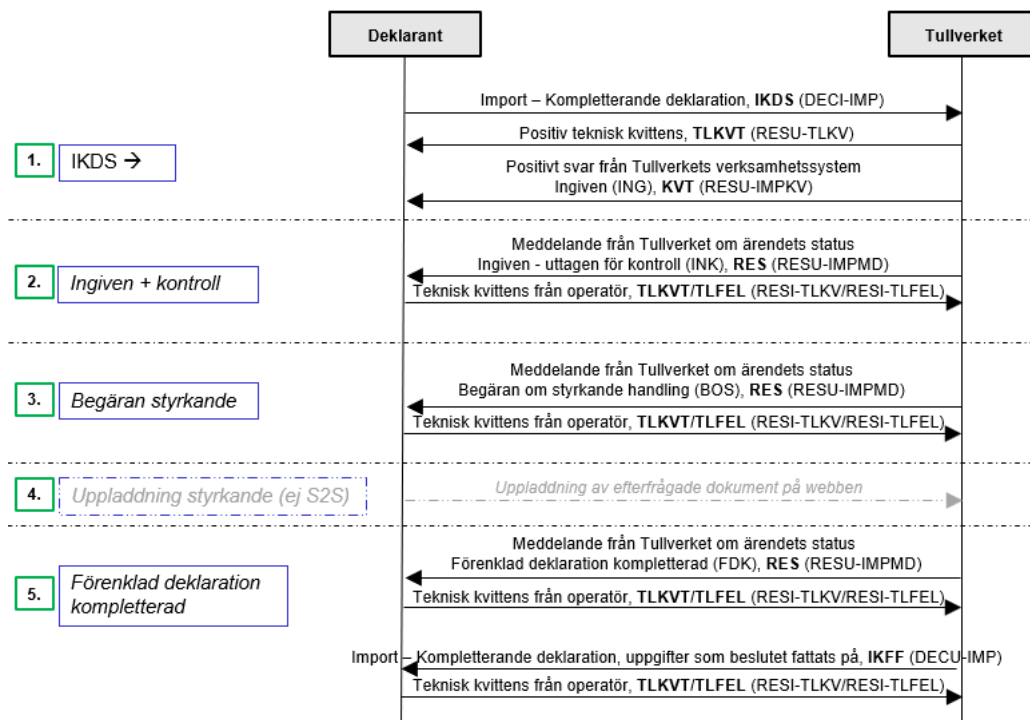 Deklarant
Tullverket
Import – Kompletterande deklaration, IKDS (DECI-IMP)
Positiv teknisk kvittens, TLKVT (RESU-TLKV)
1.
IKDS →
Positivt svar från Tullverkets verksamhetssystem
Ingiven (ING), KVT (RESU-IMPKV)
Meddelande från Tullverket om ärendets status
2.
Ingiven + kontroll
Ingiven - uttagen för kontroll (INK), RES (RESU-IMPMD)
Teknisk kvittens från operatör, TLKVT/TLFEL (RESI-TLKV/RESI-TLFEL)
Meddelande från Tullverket om ärendets status
3.
Begäran styrkande
Begäran om styrkande handling (BOS), RES (RESU-IMPMD)
Teknisk kvittens från operatör, TLKVT/TLFEL (RESI-TLKV/RESI-TLFEL)
4.
Uppladdning styrkande (ej S2S)
Uppladdning av efterfrågade dokument på webben
Meddelande från Tullverket om ärendets status
Förenklad deklaration kompletterad (FDK), RES (RESU-IMPMD)
5.
Förenklad deklaration
kompletterad
Teknisk kvittens från operatör, TLKVT/TLFEL (RESI-TLKV/RESI-TLFEL)
Import – Kompletterande deklaration, uppgifter som beslutet fattats på, IKFF (DECU-IMP)
Teknisk kvittens från operatör, TLKVT/TLFEL (RESI-TLKV/RESI-TLFEL)